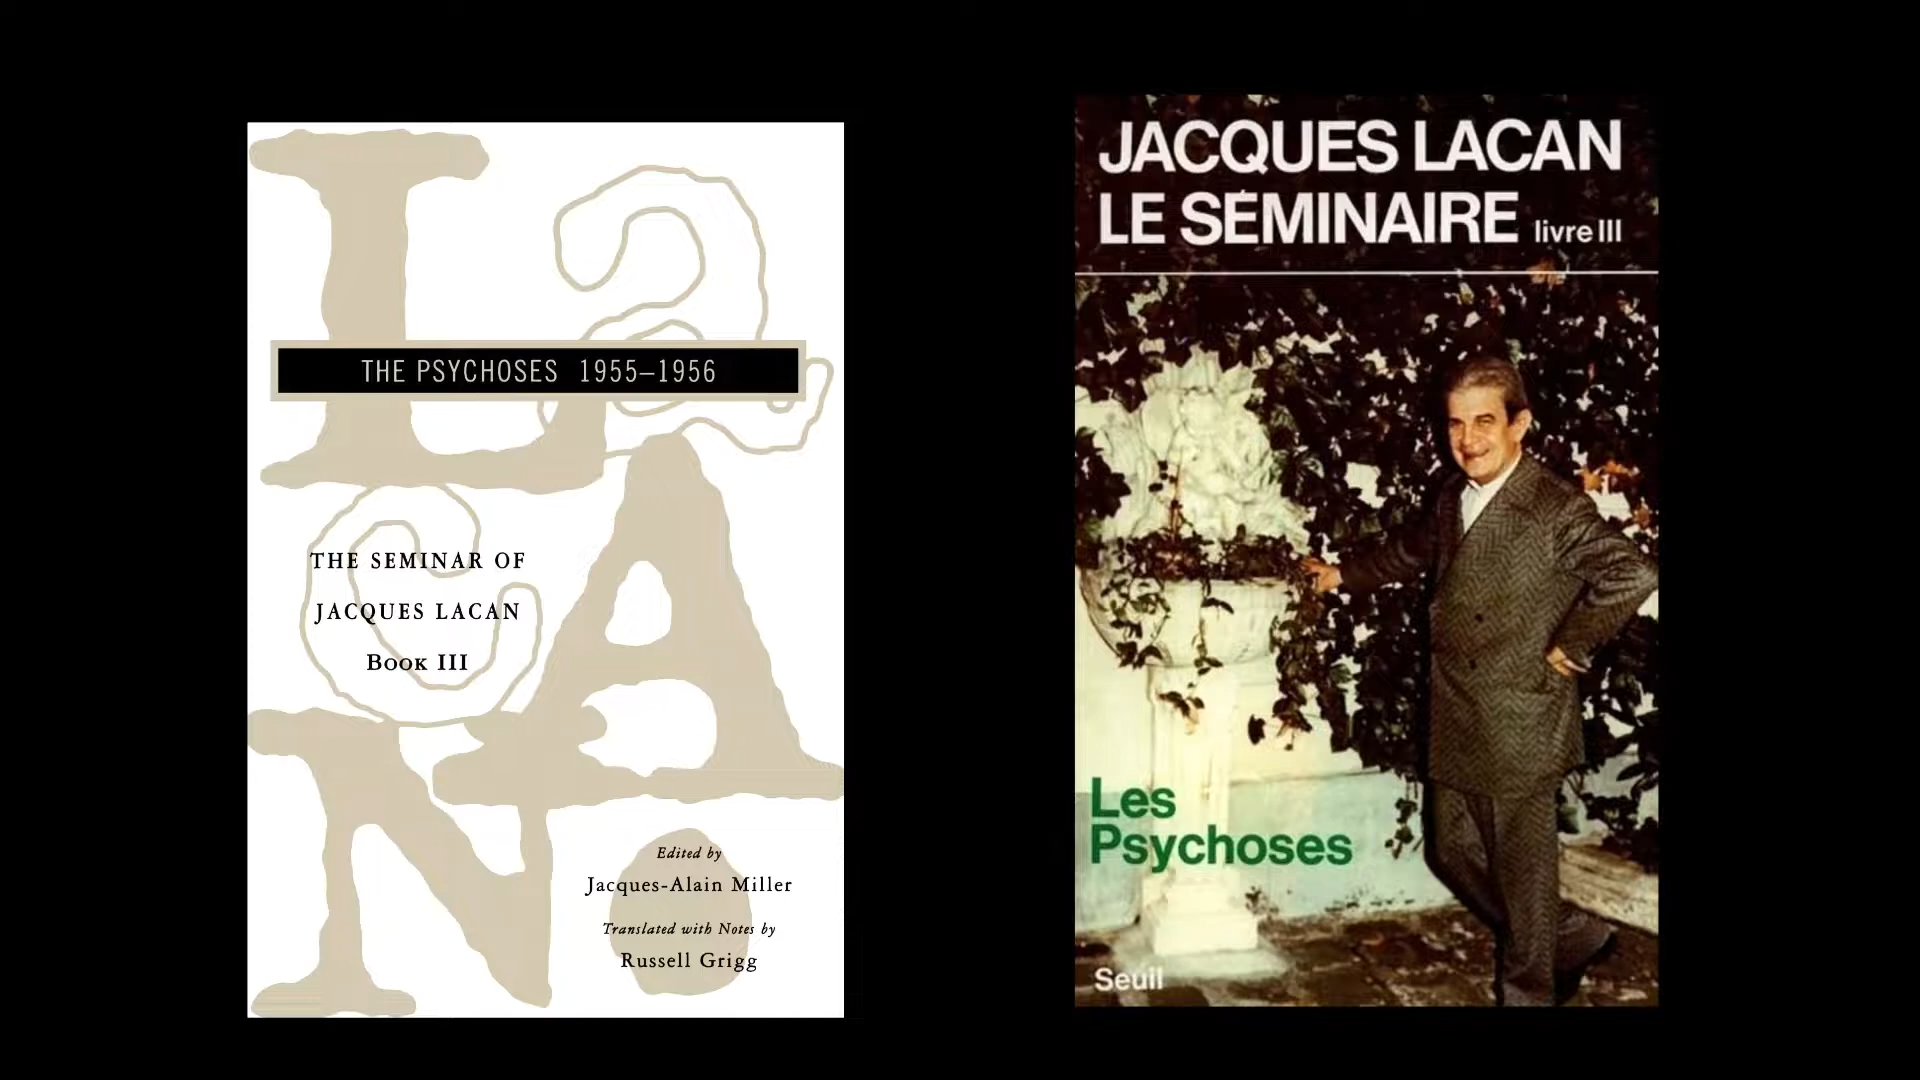 THE PSYCHOSES 1955–1956
THE SEMINAR OF
JACQUES LACAN
BOOK III
Edited by
Jacques-Alain Miller
Translated with Notes by
Russell Grigg
JACQUES LACAN
LE SÉMINAIRE livre III
Les
Psychoses
Seuil
LaCAN.